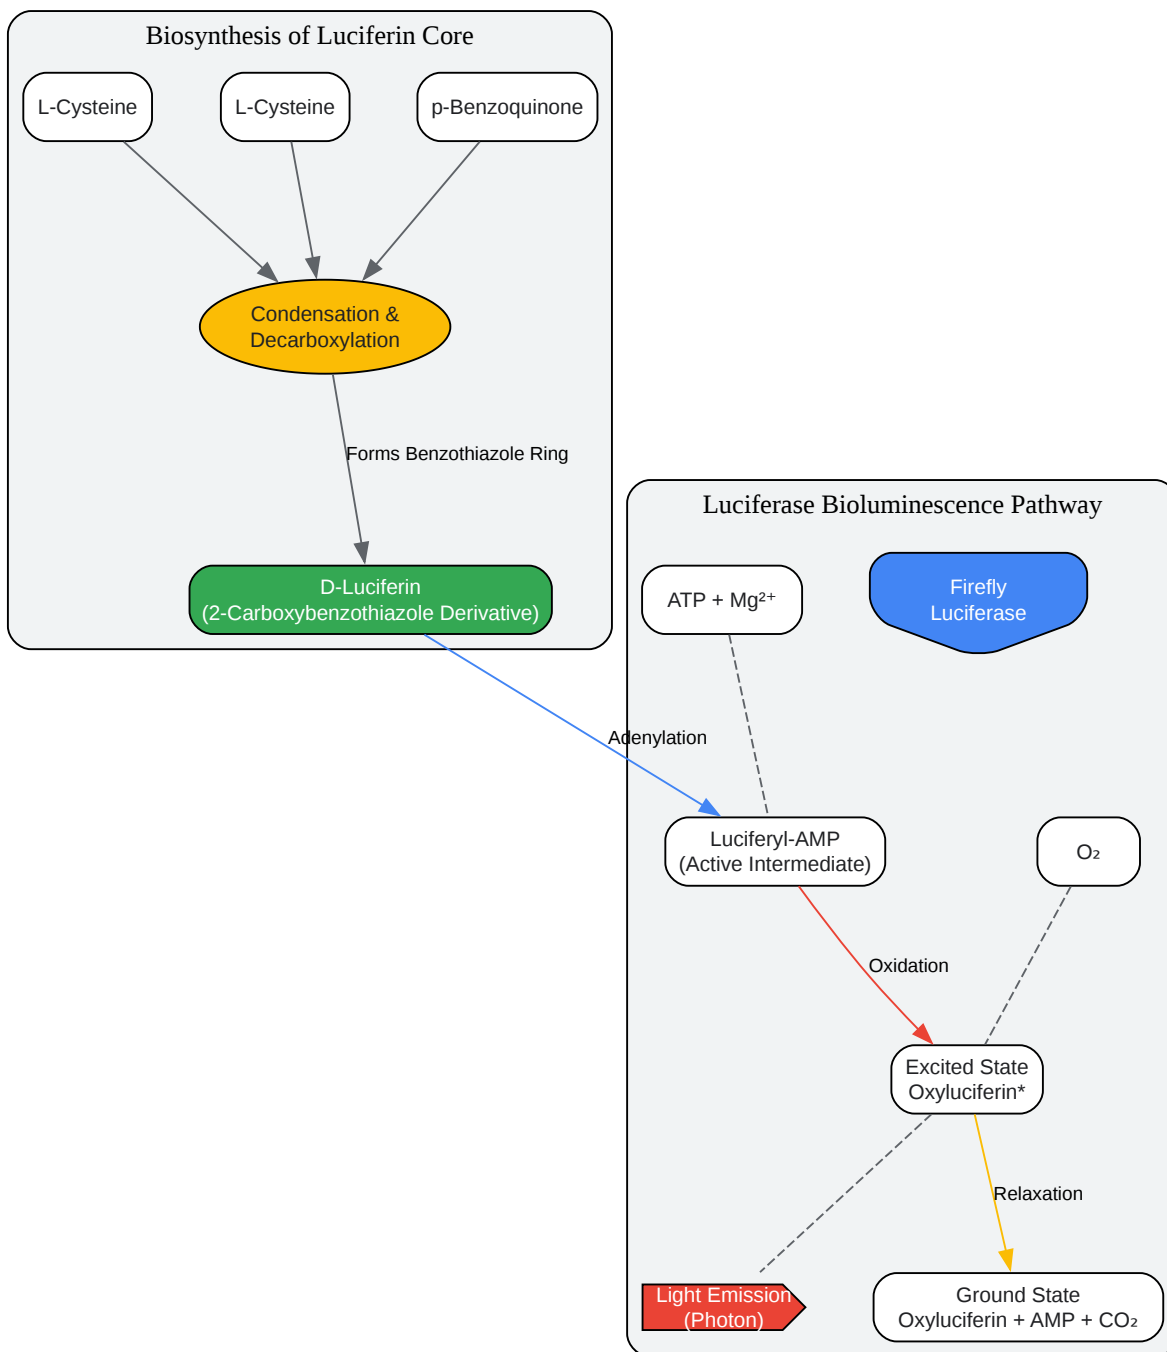 Biosynthesis of Luciferin Core
L-Cysteine
L-Cysteine
p-Benzoquinone
Condensation &
Decarboxylation
Forms Benzothiazole Ring
D-Luciferin
(2-Carboxybenzothiazole Derivative)
Luciferase Bioluminescence Pathway
ATP + Mg²⁺
Firefly
Luciferase
Adenylation
Luciferyl-AMP
(Active Intermediate)
O₂
Oxidation
Excited State
Oxyluciferin*
Relaxation
Light Emission
(Photon)
Ground State
Oxyluciferin + AMP + CO₂